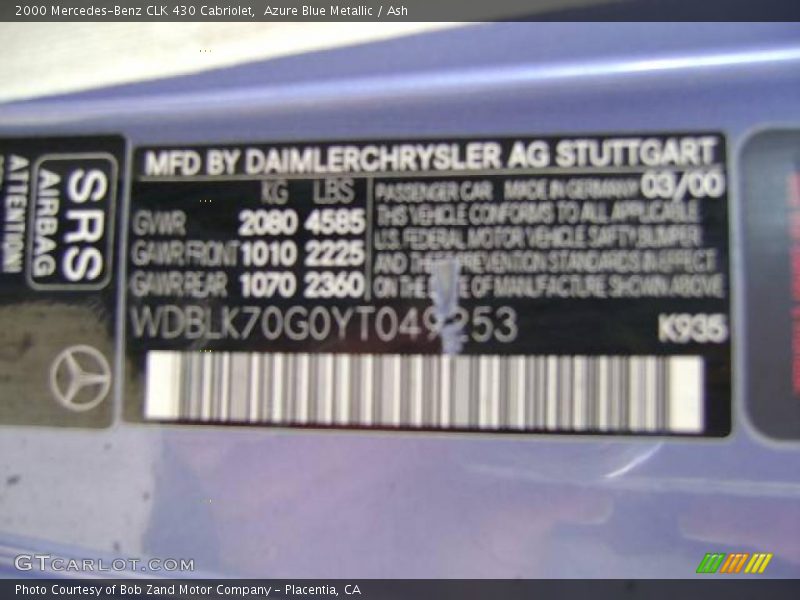 2000 Mercedes-Benz CLK 430 Cabriolet,  Azure Blue Metallic / Ash
ATTENTION!
AIRBAG
SRS
MFD BY DAIMLERCHRYSLER AG STUTTGART
KG LBS
GVWR 2080 4585
GAWR FRONT 1010 2225
GAWR REAR 1070 2360
PASSENGER CAR MADE IN GERMANY 03/00
THIS VEHICLE CONFORMS TO ALL APPLICABLE
U.S. FEDERAL MOTOR VEHICLE SAFTY BUMPER
AND THEFT PREVENTION STANDARDS IN EFFECT
ON THE DATE OF MANUFACTURE SHOWN ABOVE
WDBLK70G0YT049253 K935
GTCARLOT.COM
Photo Courtesy of Bob Zand Motor Company - Placentia, CA